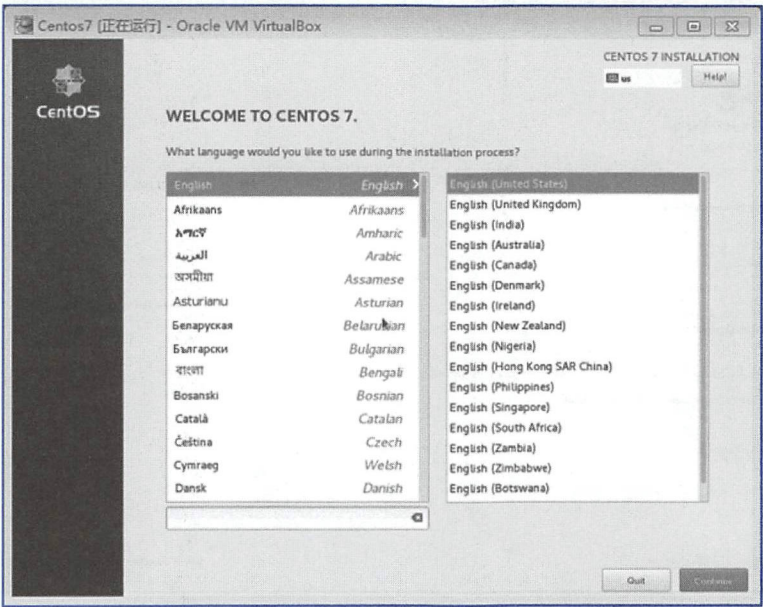 Centos7 [正在运行] - Oracle VM VirtualBox
CentOS
CENTOS 7 INSTALLATION
us
Help!
WELCOME TO CENTOS 7.
What language would you like to use during the installation process?
English English
Afrikaans Afrikaans
አማርኛ Amharic
العربية Arabic
অসমীয়া Assamese
Asturianu Asturian
Беларуская Belarusian
Български Bulgarian
বাংলা Bengali
Bosanski Bosnian
Català Catalan
Čeština Czech
Cymraeg Welsh
Dansk Danish
English (United States)
English (United Kingdom)
English (India)
English (Australia)
English (Canada)
English (Denmark)
English (Ireland)
English (New Zealand)
English (Nigeria)
English (Hong Kong SAR China)
English (Philippines)
English (Singapore)
English (South Africa)
English (Zambia)
English (Zimbabwe)
English (Botswana)
Quit
Continue